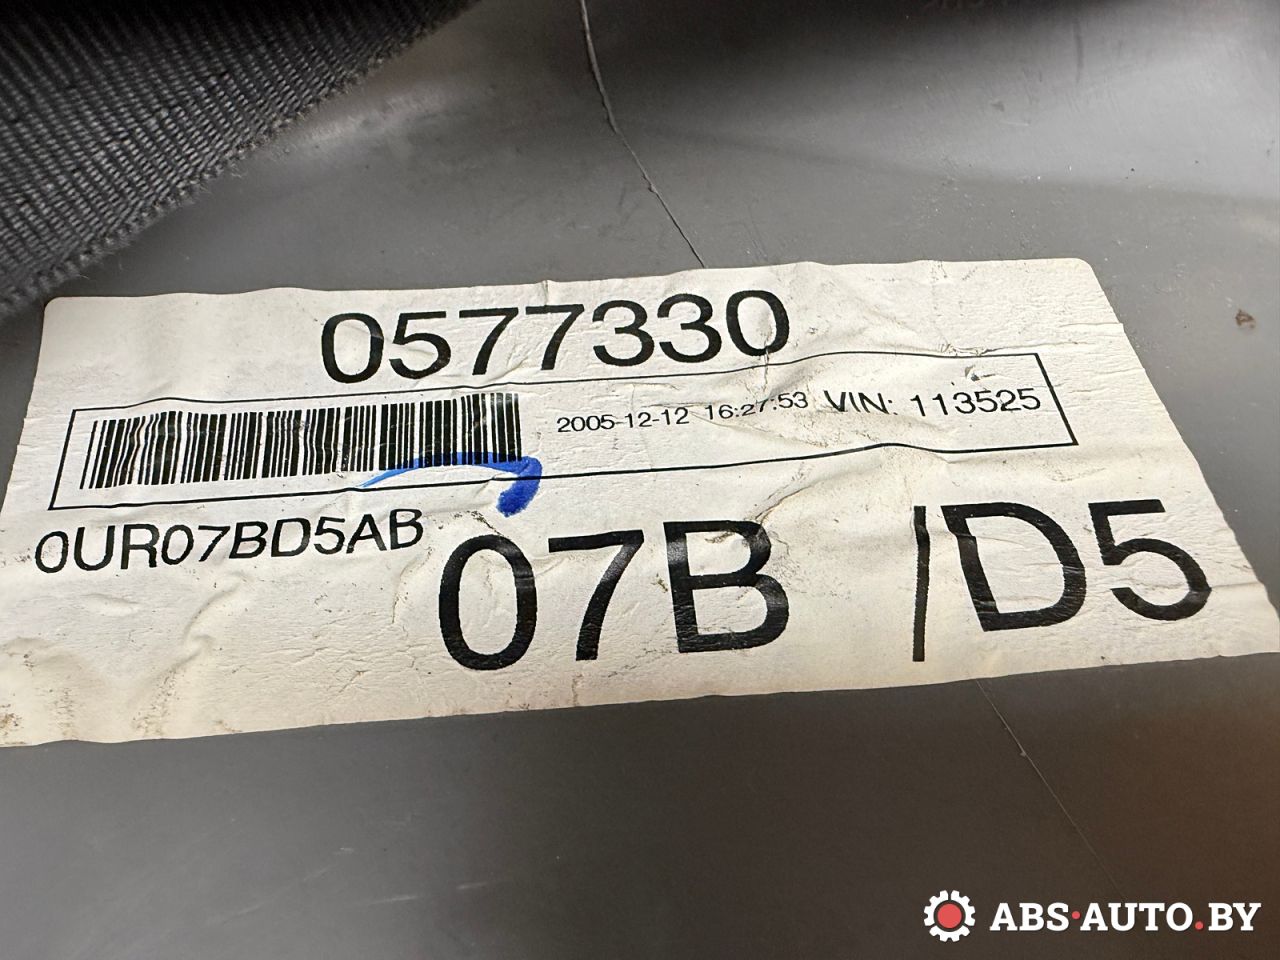 0577330
2005-12-12 16:27:53 VIN: 113525
0UR07BD5AB
07B /D5
ABS·AUTO.BY